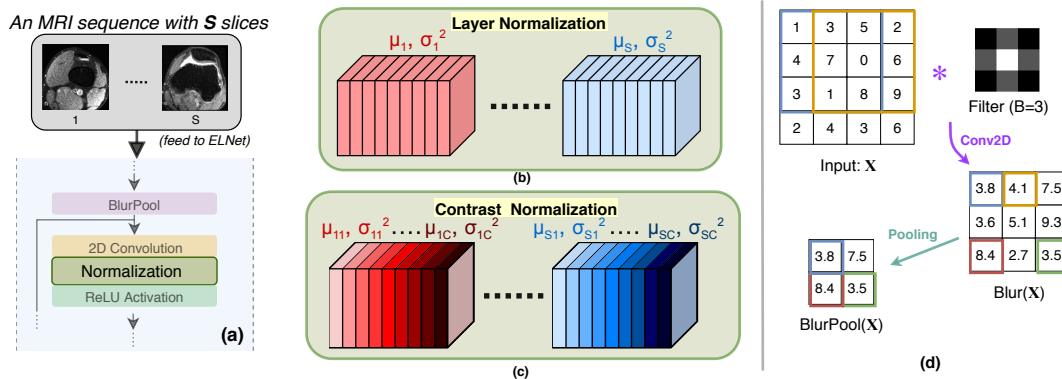 An MRI sequence with S slices
1
S
(feed to ELNet)
BlurPool
2D Convolution
Normalization
ReLU Activation
(a)
Layer Normalization
μ1, σ1²
μS, σS²
(b)
Contrast Normalization
μ11, σ11² .... μ1C, σ1C²
μS1, σS1² .... μSC, σSC²
(c)
1 3 5 2
4 7 0 6
3 1 8 9
2 4 3 6
Input: X
*
Filter (B=3)
Conv2D
3.8 4.1 7.5
3.6 5.1 9.3
8.4 2.7 3.5
Blur(X)
Pooling
3.8 7.5
8.4 3.5
BlurPool(X)
(d)